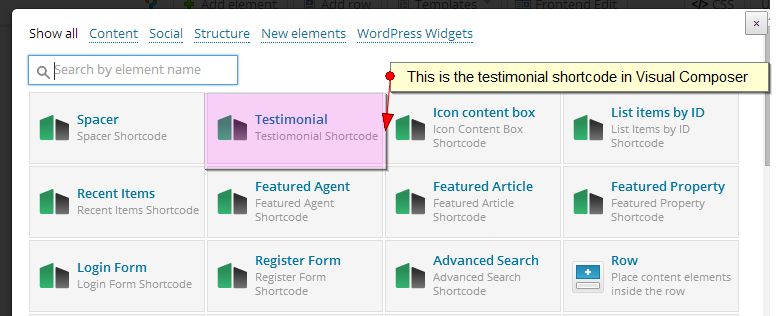 Add element Add row Templates Frontend Edit </> CSS
Show all Content Social Structure New elements WordPress Widgets
Search by element name
This is the testimonial shortcode in Visual Composer
Spacer
Spacer Shortcode
Testimonial
Testiomonial Shortcode
Icon content box
Icon Content Box
Shortcode
List items by ID
List Items by ID
Shortcode
Recent Items
Recent Items Shortcode
Featured Agent
Featured Agent
Shortcode
Featured Article
Featured Article
Shortcode
Featured Property
Featured Property
Shortcode
Login Form
Login Form Shortcode
Register Form
Register Form
Shortcode
Advanced Search
Advanced Search
Shortcode
Row
Place content elements
inside the row